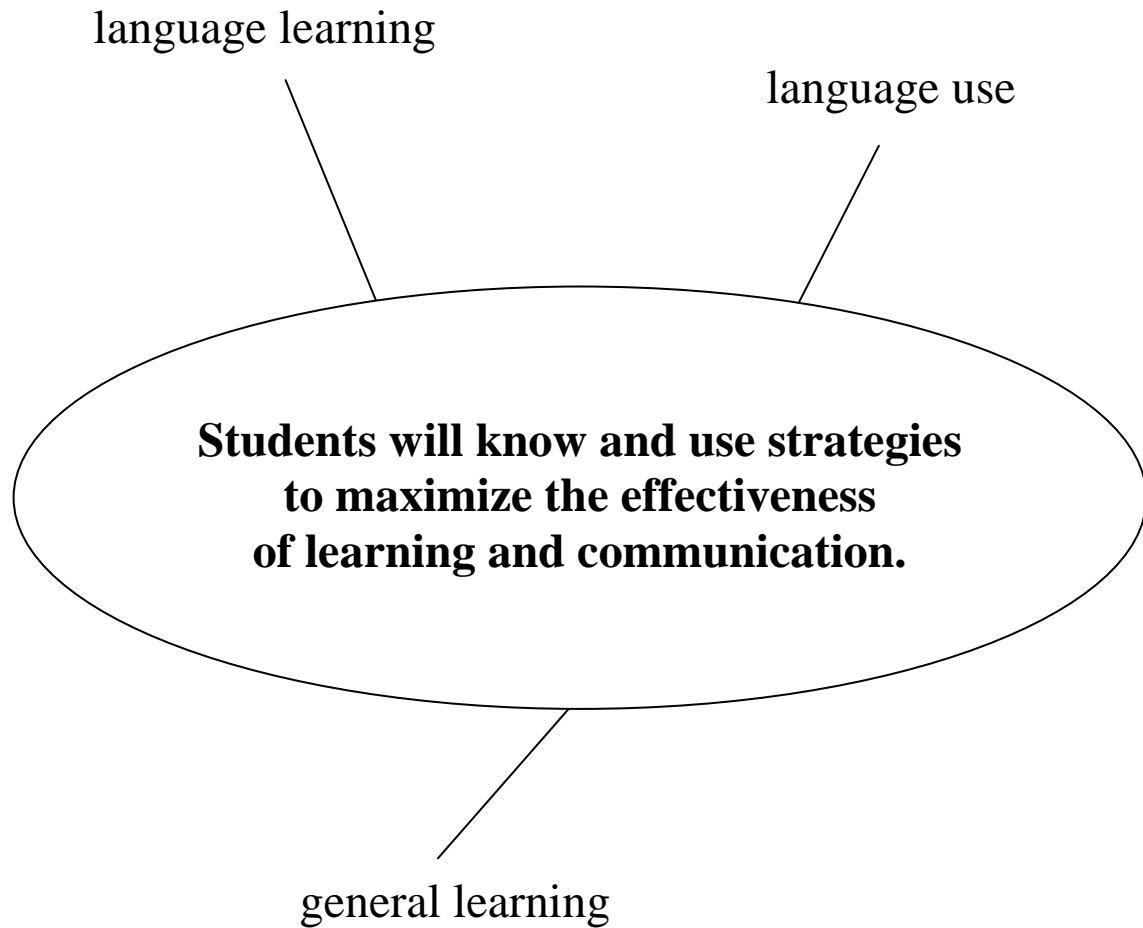 language learning
language use
Students will know and use strategies
to maximize the effectiveness
of learning and communication.
general learning